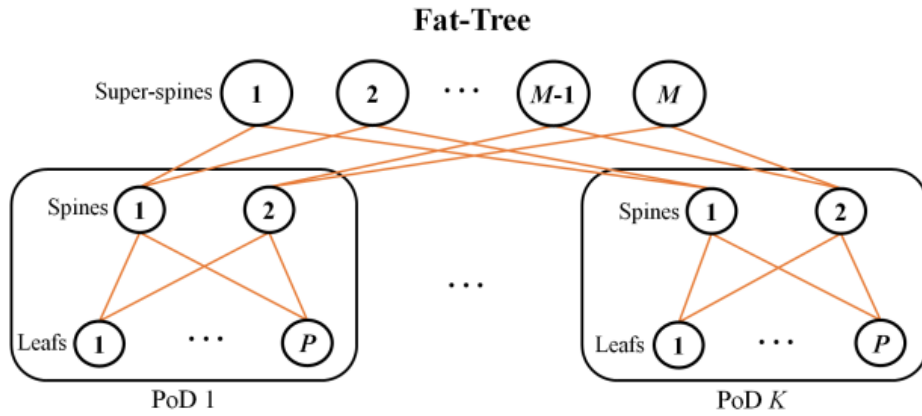 Fat-Tree
Super-spines 1 2 ··· M-1 M
Spines 1 2 Spines 1 2
···
Leafs 1 ··· P Leafs 1 ··· P
PoD 1 PoD K